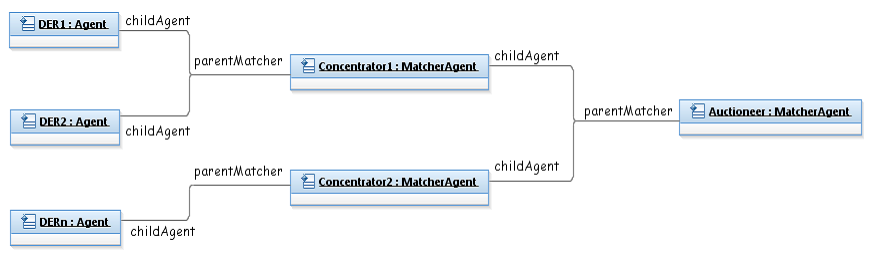 DER1 : Agent
childAgent
parentMatcher
Concentrator1 : MatcherAgent
childAgent
DER2 : Agent
childAgent
parentMatcher
Auctioneer : MatcherAgent
parentMatcher
Concentrator2 : MatcherAgent
childAgent
DERn : Agent
childAgent